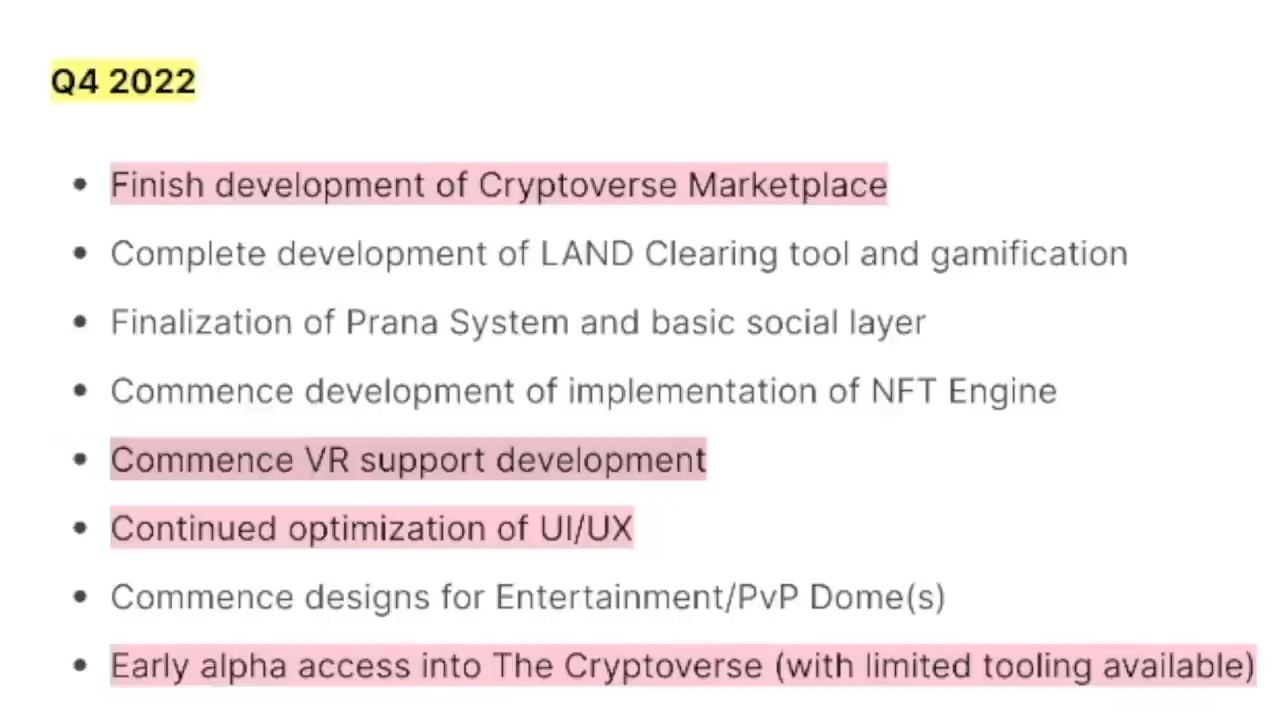 Q4 2022
Finish development of Cryptoverse Marketplace
Complete development of LAND Clearing tool and gamification
Finalization of Prana System and basic social layer
Commence development of implementation of NFT Engine
Commence VR support development
Continued optimization of UI/UX
Commence designs for Entertainment/PvP Dome(s)
Early alpha access into The Cryptoverse (with limited tooling available)